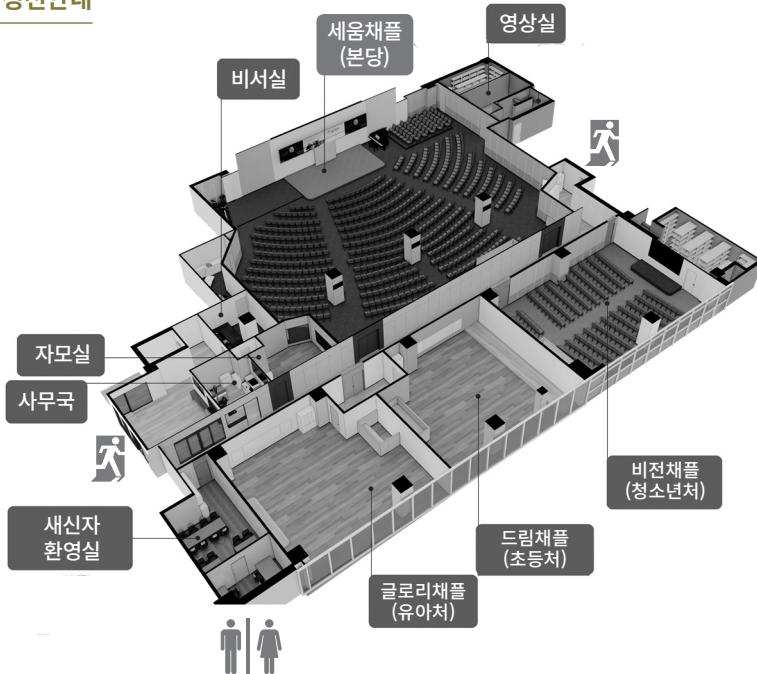 세움채플
(본당)
영상실
비서실
자모실
사무국
비전채플
(청소년처)
새신자
환영실
드림채플
(초등처)
글로리채플
(유아처)